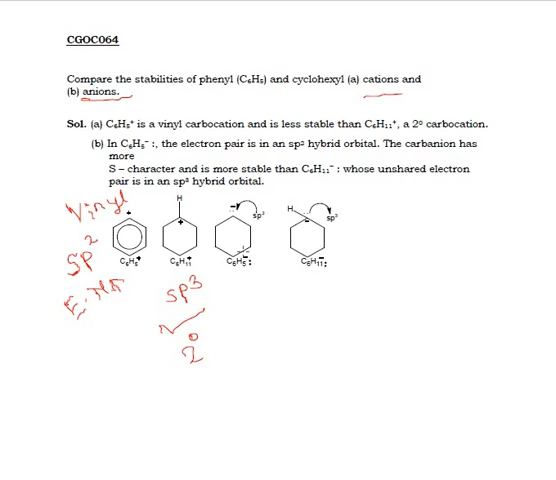 CGOC064
Compare the stabilities of phenyl (C₆H₅) and cyclohexyl (a) cations and
(b) anions.
Sol. (a) C₆H₅⁺ is a vinyl carbocation and is less stable than C₆H₁₁⁺, a 2° carbocation.
(b) In C₆H₅⁻ :, the electron pair is in an sp² hybrid orbital. The carbanion has
more
S – character and is more stable than C₆H₁₁⁻ : whose unshared electron
pair is in an sp³ hybrid orbital.
Vinyl
H
sp²
H
sp³
SP²
C₆H₅⁺
C₆H₁₁⁺
C₆H₅⁻:
C₆H₁₁⁻:
SP³
2°